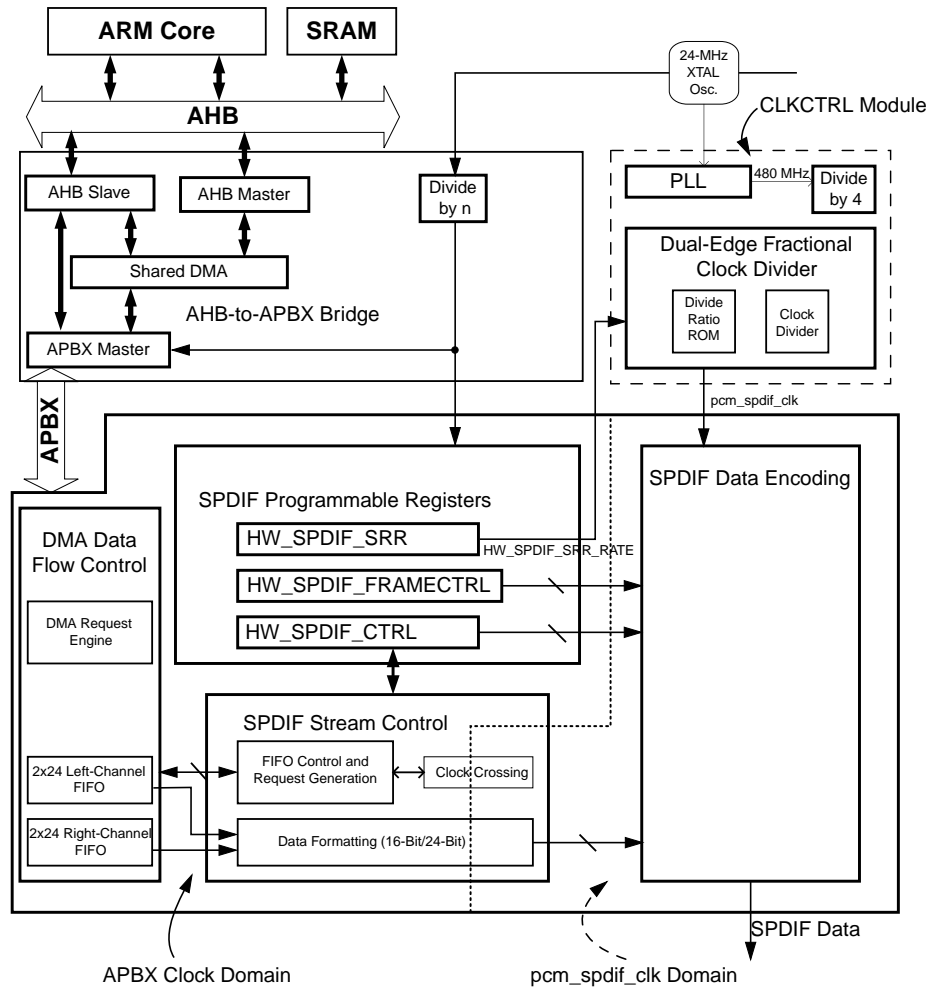 ARM Core
SRAM
24-MHz
XTAL
Osc.
AHB
CLKCTRL Module
AHB Slave
AHB Master
Divide
by n
PLL
480 MHz
Divide
by 4
Shared DMA
Dual-Edge Fractional
Clock Divider
AHB-to-APBX Bridge
Divide
Ratio
ROM
Clock
Divider
APBX Master
APBX
pcm_spdif_clk
SPDIF Programmable Registers
SPDIF Data Encoding
HW_SPDIF_SRR
HW_SPDIF_SRR_RATE
DMA Data
Flow Control
HW_SPDIF_FRAMECTRL
HW_SPDIF_CTRL
DMA Request
Engine
SPDIF Stream Control
2x24 Left-Channel
FIFO
FIFO Control and
Request Generation
Clock Crossing
2x24 Right-Channel
FIFO
Data Formatting (16-Bit/24-Bit)
SPDIF Data
APBX Clock Domain
pcm_spdif_clk Domain